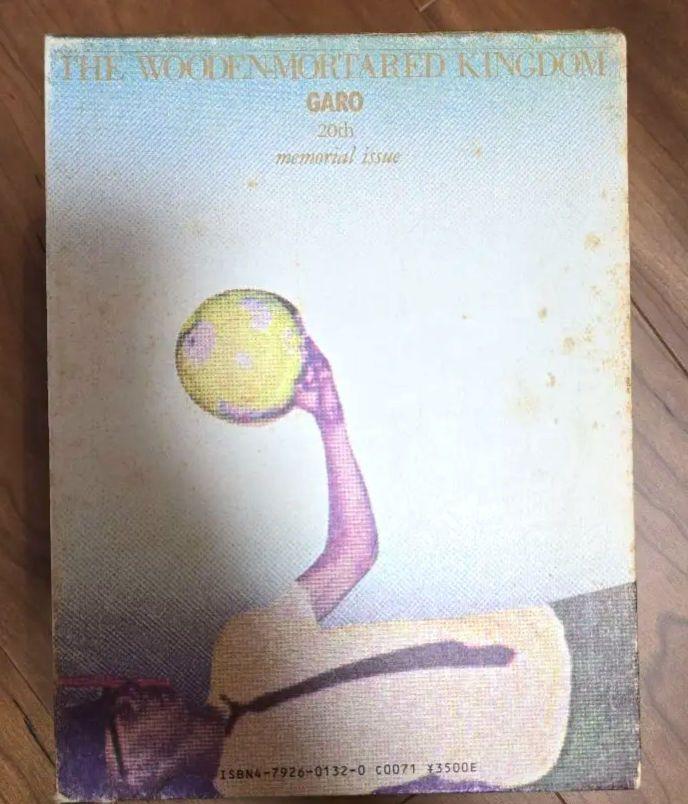 THE WOODEN-MORTARED KINGDOM
GARO
20th
memorial issue
ISBN4-7926-0132-0 C0071 ¥3500E